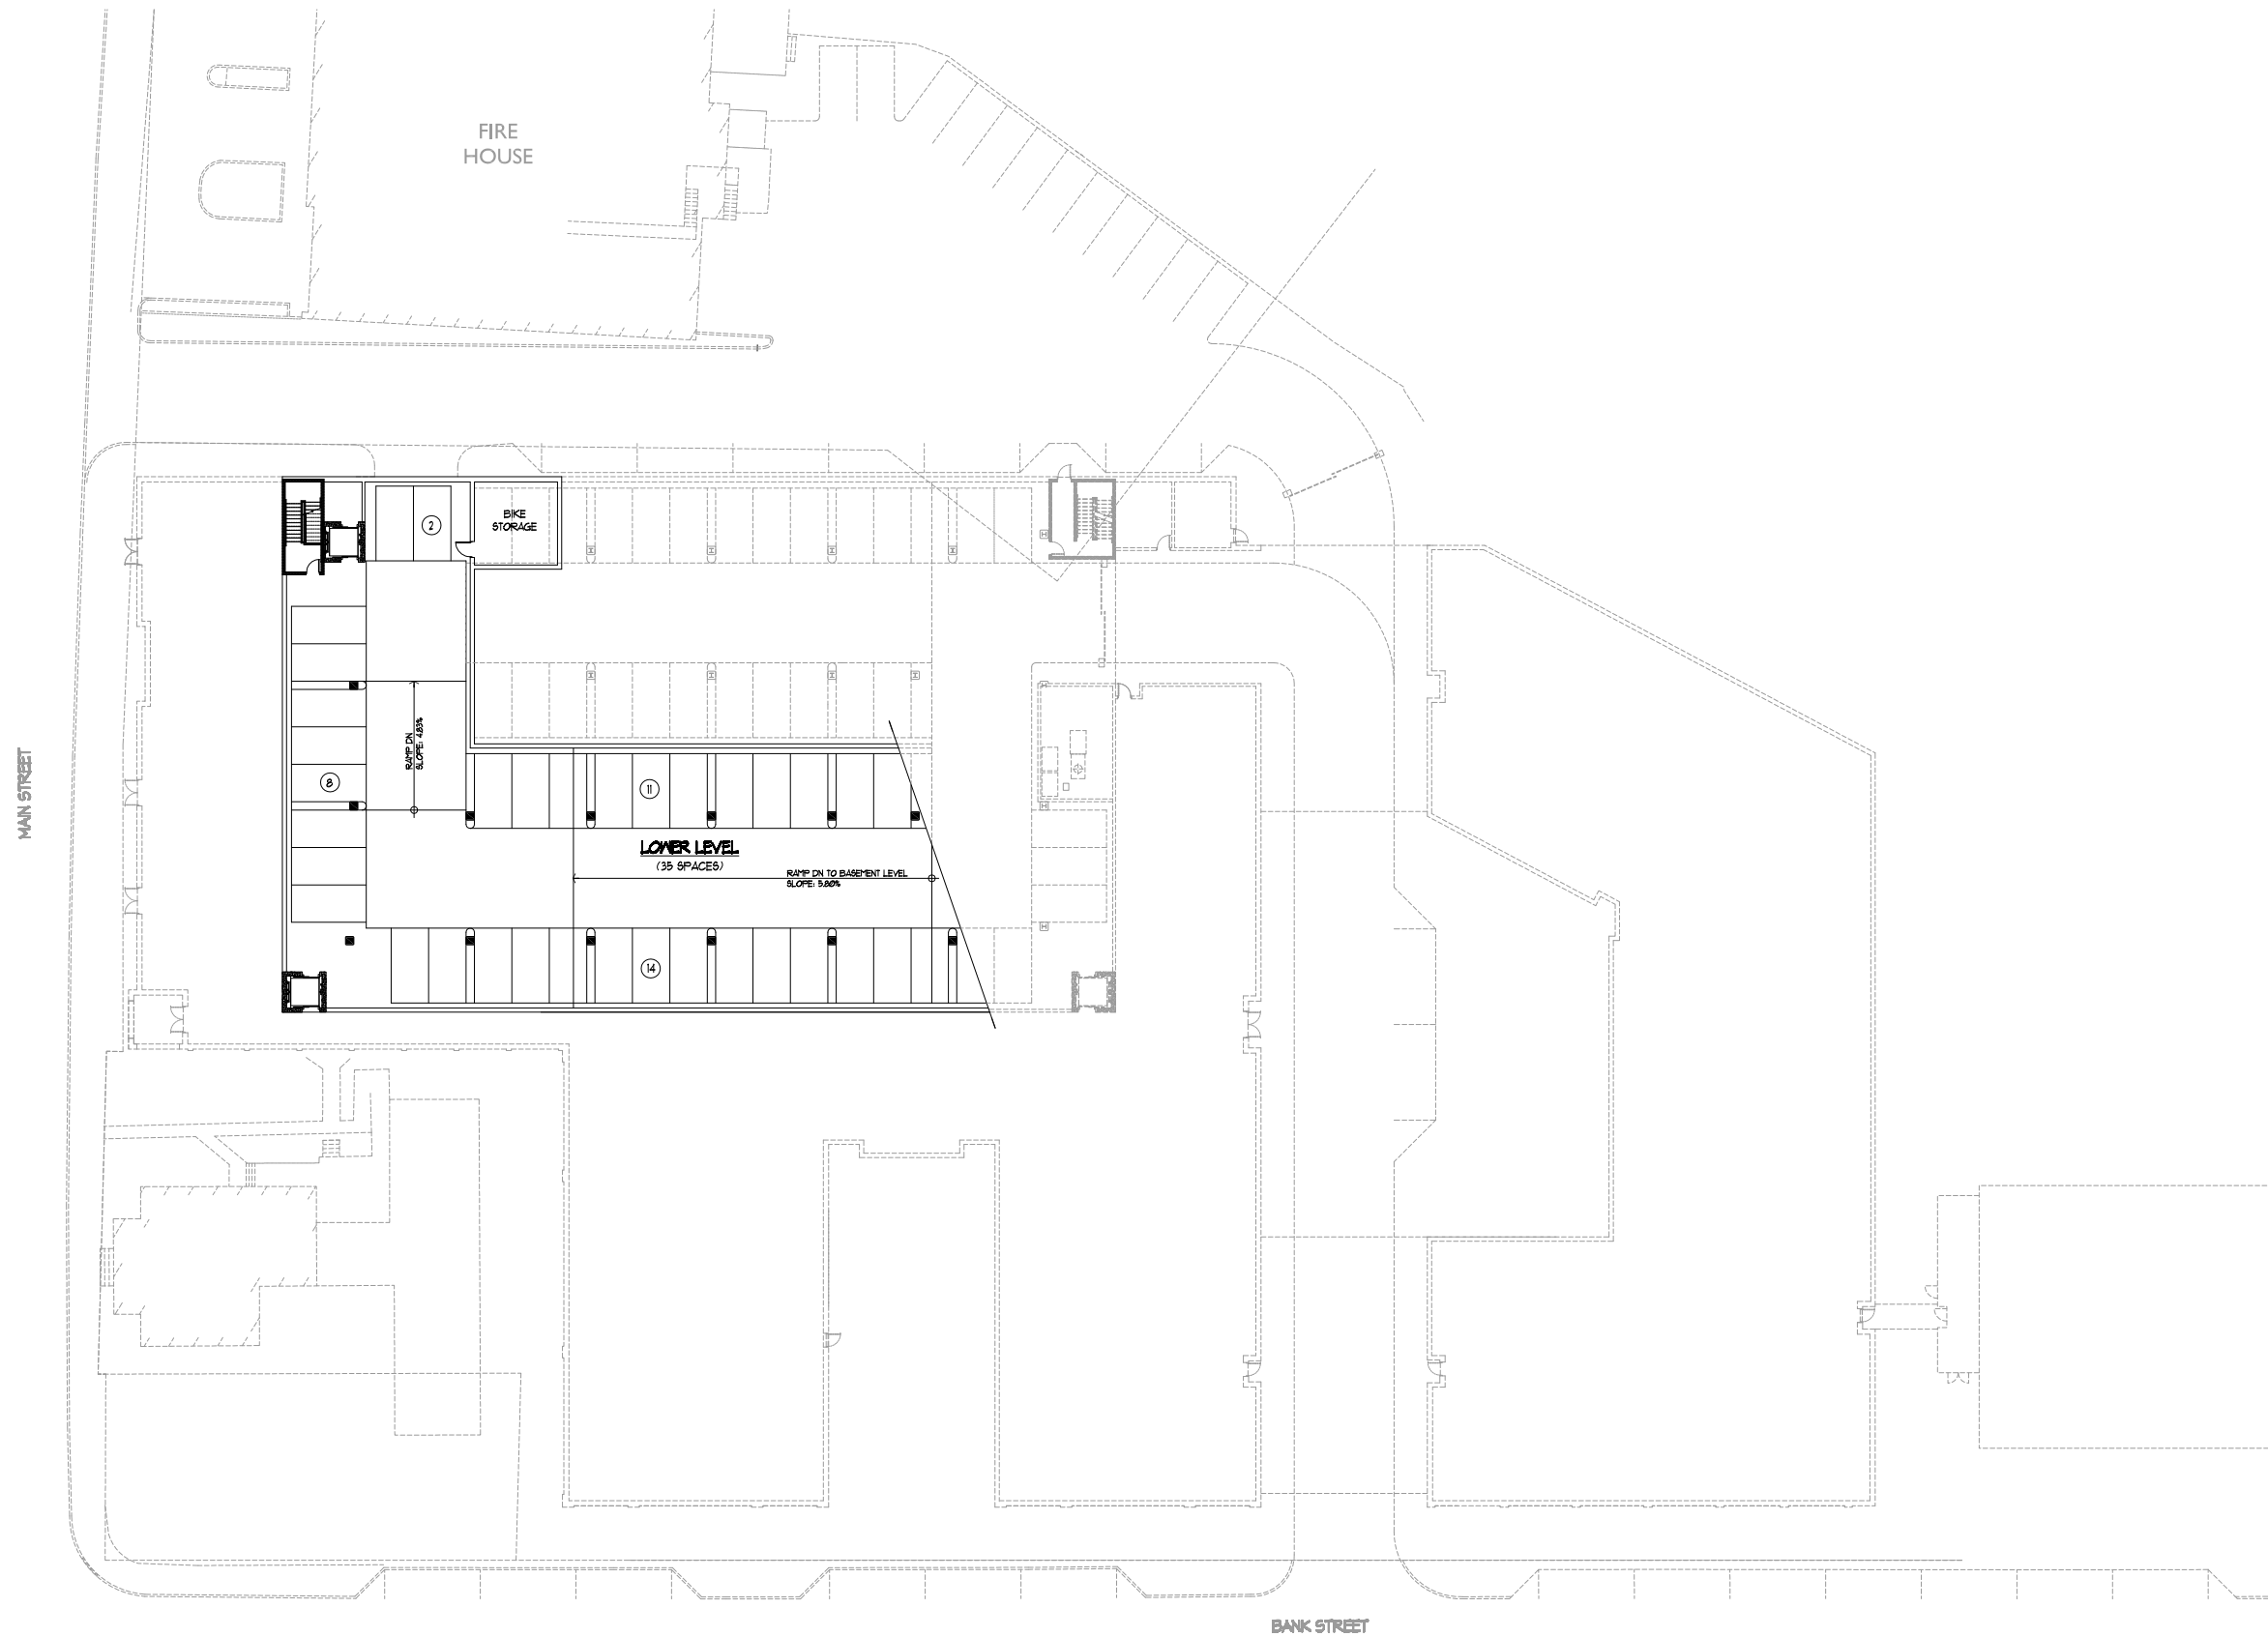 FIRE
HOUSE
2
BIKE
STORAGE
RAMP DN
SLOPE: 4.83%
8
11
MAIN STREET
LOWER LEVEL
(35 SPACES)
RAMP DN TO BASEMENT LEVEL
SLOPE: 5.80%
14
BANK STREET